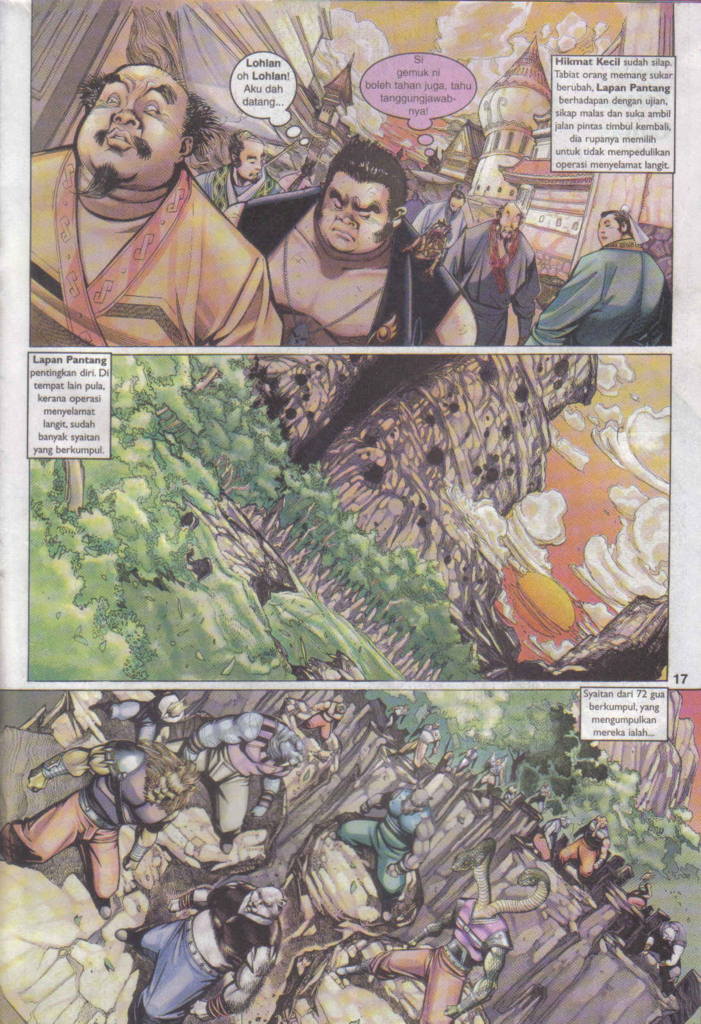 Lohlan
oh Lohlan!
Aku dah
datang...
Si
gemuk ni
boleh tahan juga, tahu
tanggungjawab-
nya!
Hikmat Kecil sudah silap.
Tabiat orang memang sukar
berubah, Lapan Pantang
berhadapan dengan ujian,
sikap malas dan suka ambil
jalan pintas timbul kembali,
dia rupanya memilih
untuk tidak mempedulikan
operasi menyelamat langit.
Lapan Pantang
pentingkan diri. Di
tempat lain pula,
kerana operasi
menyelamat
langit, sudah
banyak syaitan
yang berkumpul.
17
Syaitan dari 72 gua
berkumpul, yang
mengumpulkan
mereka ialah...